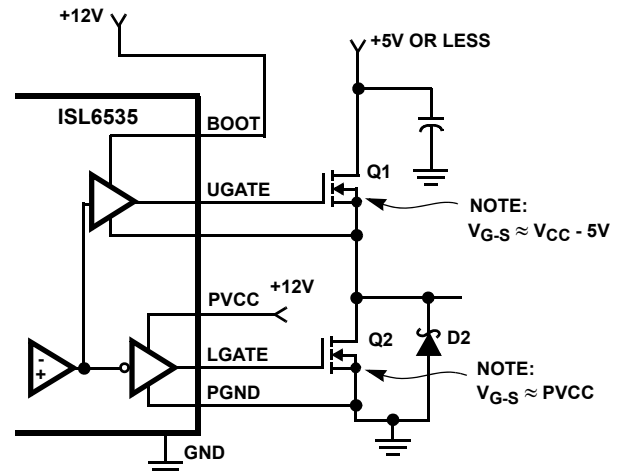 +12V
+5V OR LESS
ISL6535
BOOT
Q1
UGATE
NOTE:
VG-S ≈ VCC - 5V
+12V
PVCC
Q2
D2
LGATE
-
+
NOTE:
VG-S ≈ PVCC
PGND
GND